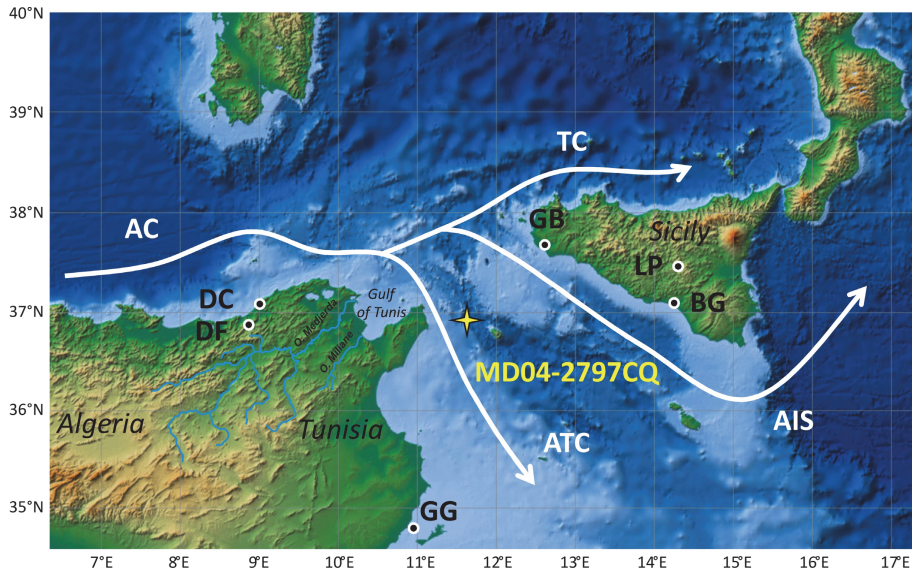 40°N
39°N
TC
38°N
GB
AC
Sicily
LP
DC
Gulf
of Tunis
BG
37°N
DF
O. Medjerda
O. Miliane
MD04-2797CQ
36°N
Algeria
Tunisia
ATC
AIS
35°N
GG
7°E 8°E 9°E 10°E 11°E 12°E 13°E 14°E 15°E 16°E 17°E